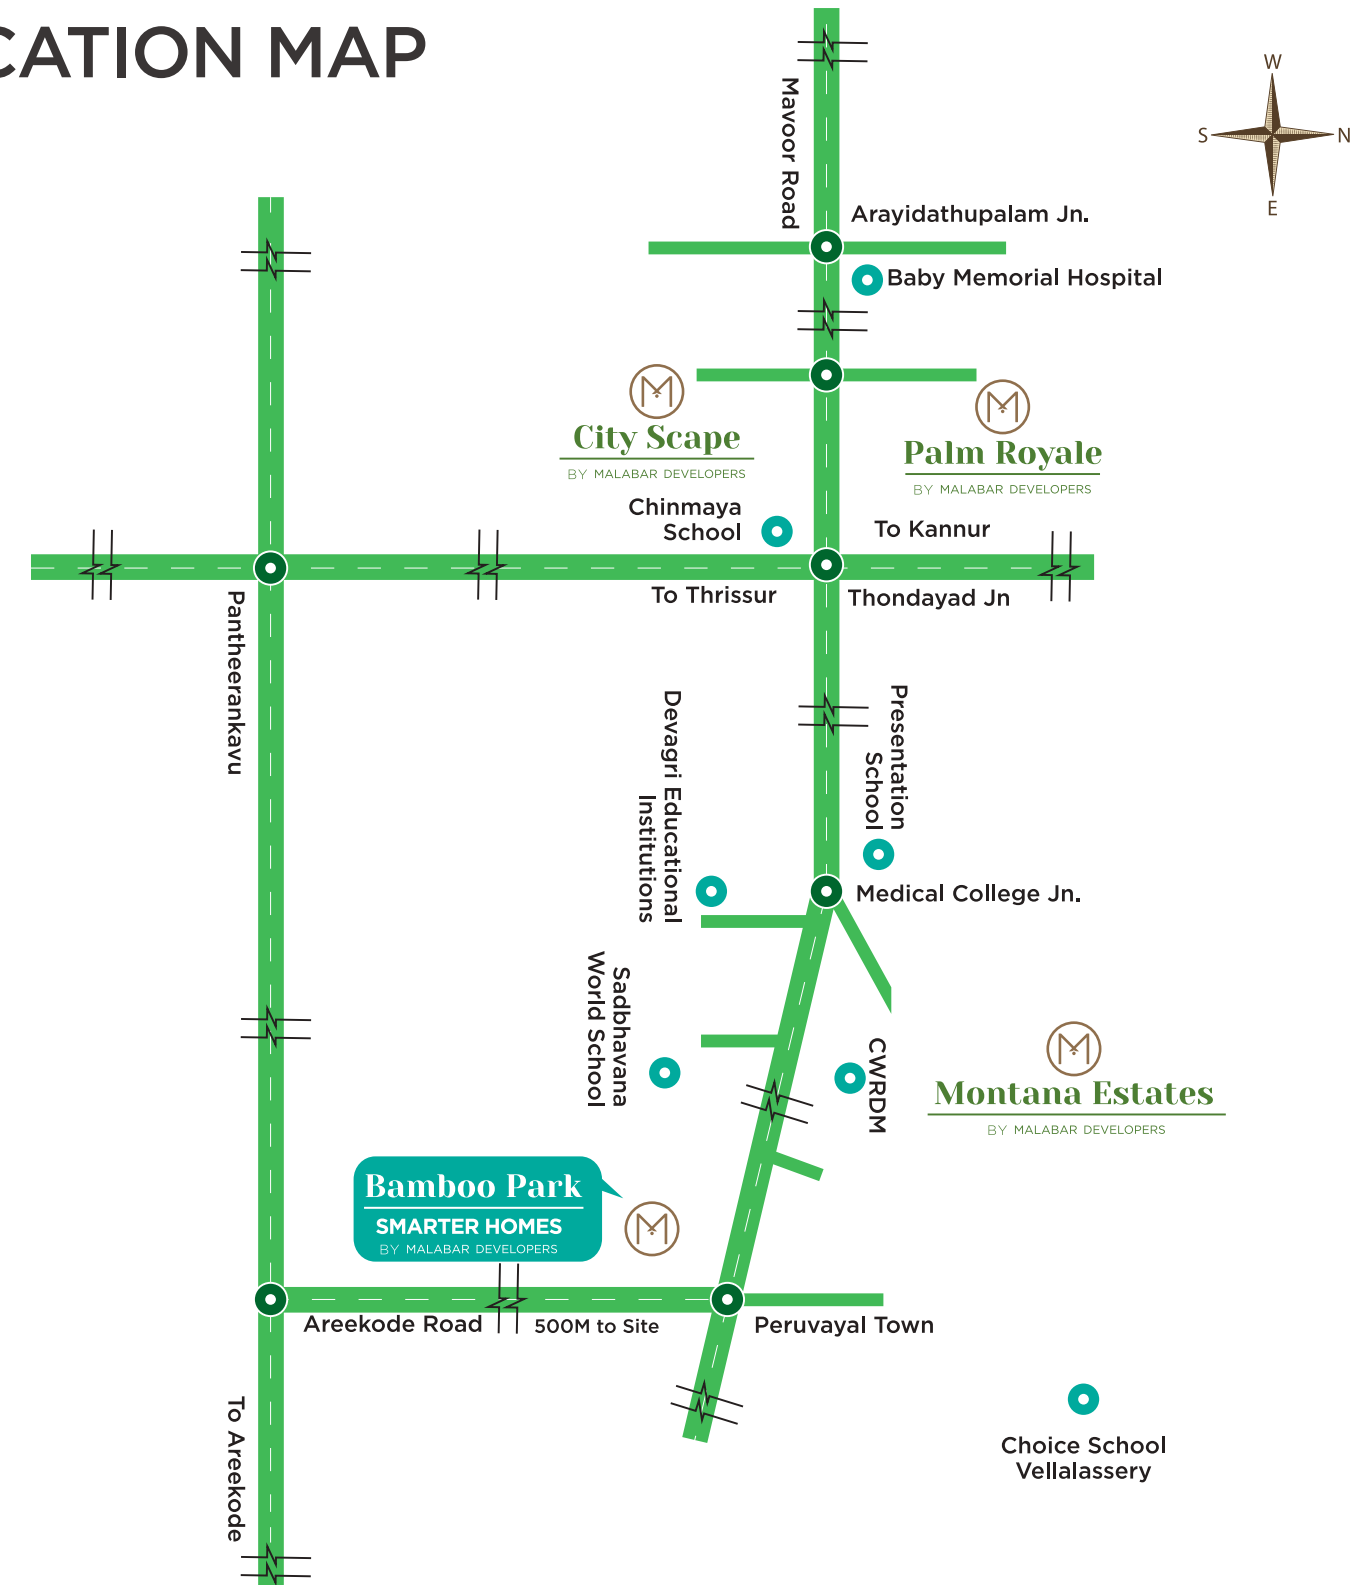 CATION MAP
W
S
N
E
Mavoor Road
Arayidathupalam Jn.
Baby Memorial Hospital
City Scape
BY MALABAR DEVELOPERS
Palm Royale
BY MALABAR DEVELOPERS
Chinmaya
School
To Kannur
To Thrissur
Thondayad Jn
Pantheerankavu
Devagri Educational
Institutions
Presentation
School
Medical College Jn.
Sadbhavana
World School
CWRDM
Montana Estates
BY MALABAR DEVELOPERS
Bamboo Park
SMARTER HOMES
BY MALABAR DEVELOPERS
Areekode Road
500M to Site
Peruvayal Town
To Areekode
Choice School
Vellalassery